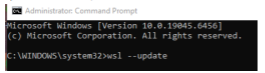 Administrator: Command Prompt
Microsoft Windows [Version 10.0.19045.6456]
(c) Microsoft Corporation. All rights reserved.
C:\WINDOWS\system32>wsl --update